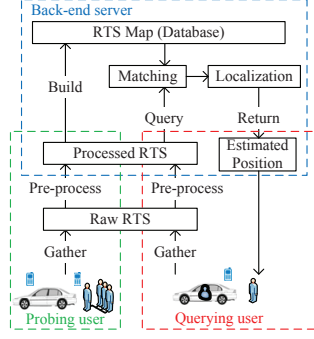 Back-end server
RTS Map (Database)
Matching
Localization
Build
Query
Return
Processed RTS
Estimated
Position
Pre-process
Pre-process
Raw RTS
Gather
Gather
Probing user
Querying user